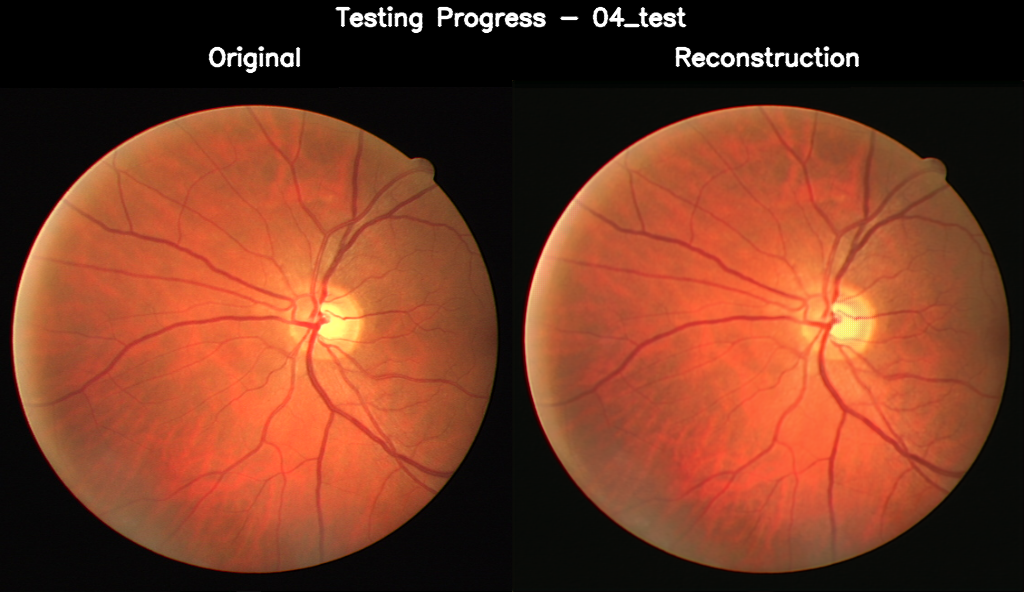 Testing Progress - 04_test
Original
Reconstruction